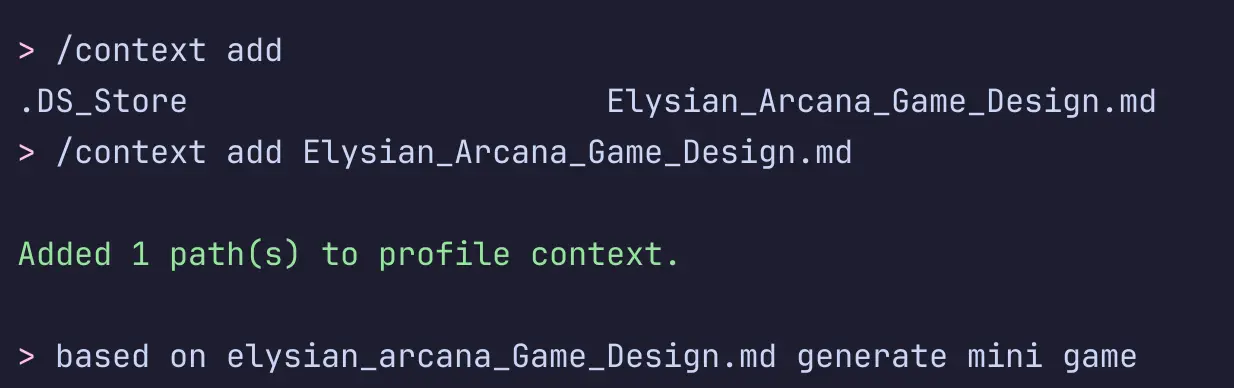 > /context add
.DS_Store Elysian_Arcana_Game_Design.md
> /context add Elysian_Arcana_Game_Design.md
Added 1 path(s) to profile context.
> based on elysian_arcana_Game_Design.md generate mini game